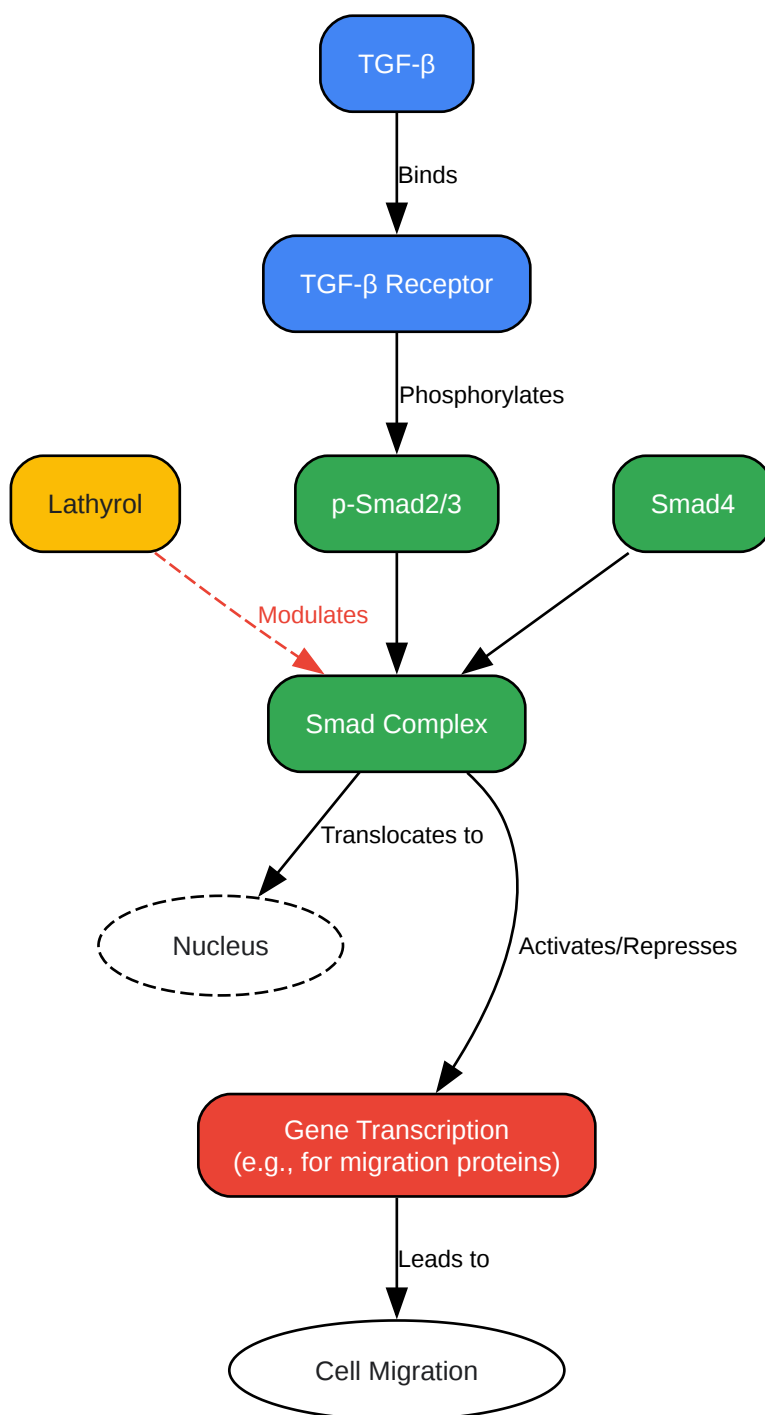 TGF-β
Binds
TGF-β Receptor
Phosphorylates
Lathyrol
p-Smad2/3
Smad4
Modulates
Smad Complex
Translocates to
Nucleus
Activates/Represses
Gene Transcription
(e.g., for migration proteins)
Leads to
Cell Migration